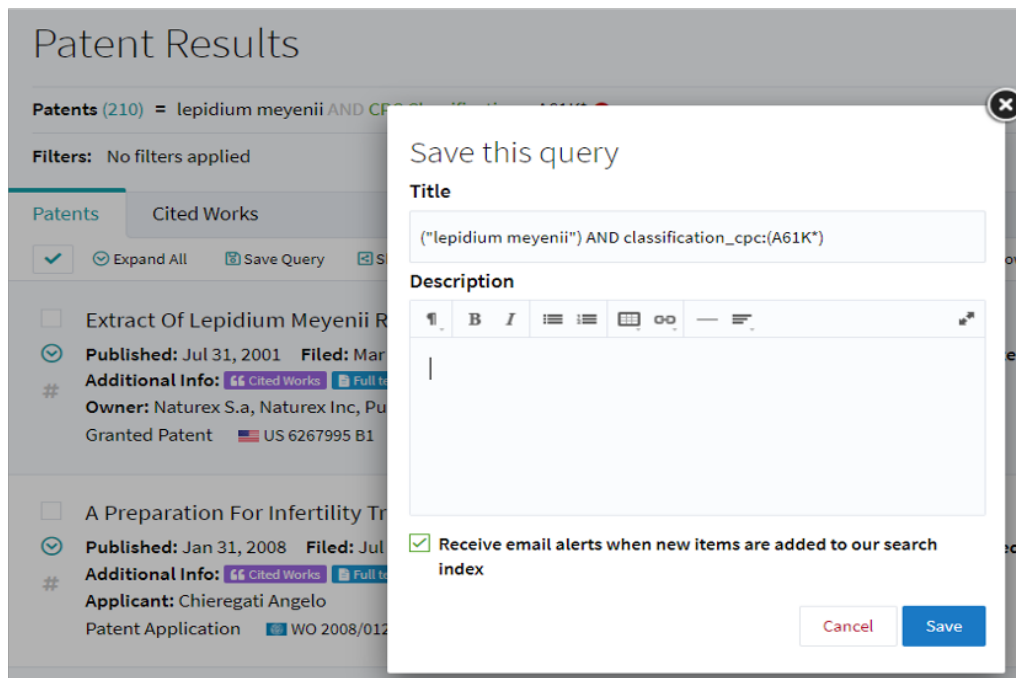 Patent Results
Patents (210) = lepidium meyenii AND
Filters: No filters applied
Patents Cited Works
Expand All Save Query
Extract Of Lepidium Meyenii
Published: Jul 31, 2001 Filed: Mar
Additional Info: Cited Works Full
Owner: Naturex S.a, Naturex Inc,
Granted Patent US 6267995 B1
A Preparation For Infertility
Published: Jan 31, 2008 Filed: Jul
Additional Info: Cited Works Full
Applicant: Chieregati Angelo
Patent Application WO 2008/012
Save this query
Title
("lepidium meyenii") AND classification_cpc:(A61K*)
Description
B I
Receive email alerts when new items are added to our search
index
Cancel Save